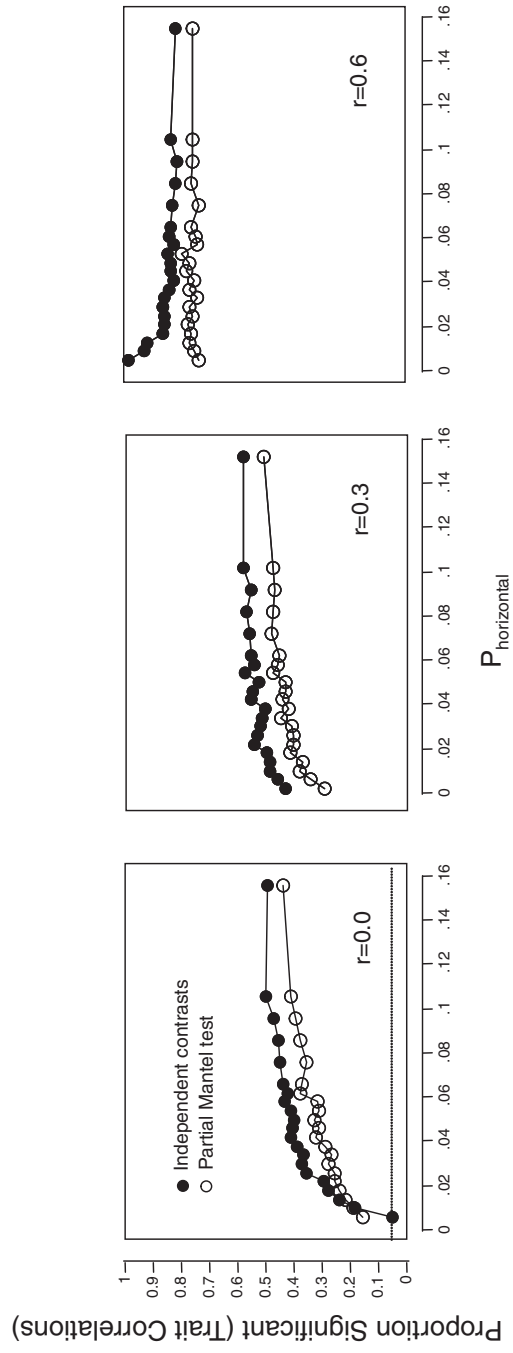 Proportion Significant (Trait Correlations)
1
0.9
0.8
0.7
0.6
0.5
0.4
0.3
0.2
0.1
0
Independent contrasts
Partial Mantel test
r=0.0
0 .02 .04 .06 .08 .1 .12 .14 .16
r=0.3
0 .02 .04 .06 .08 .1 .12 .14 .16
r=0.6
0 .02 .04 .06 .08 .1 .12 .14 .16
Phorizontal